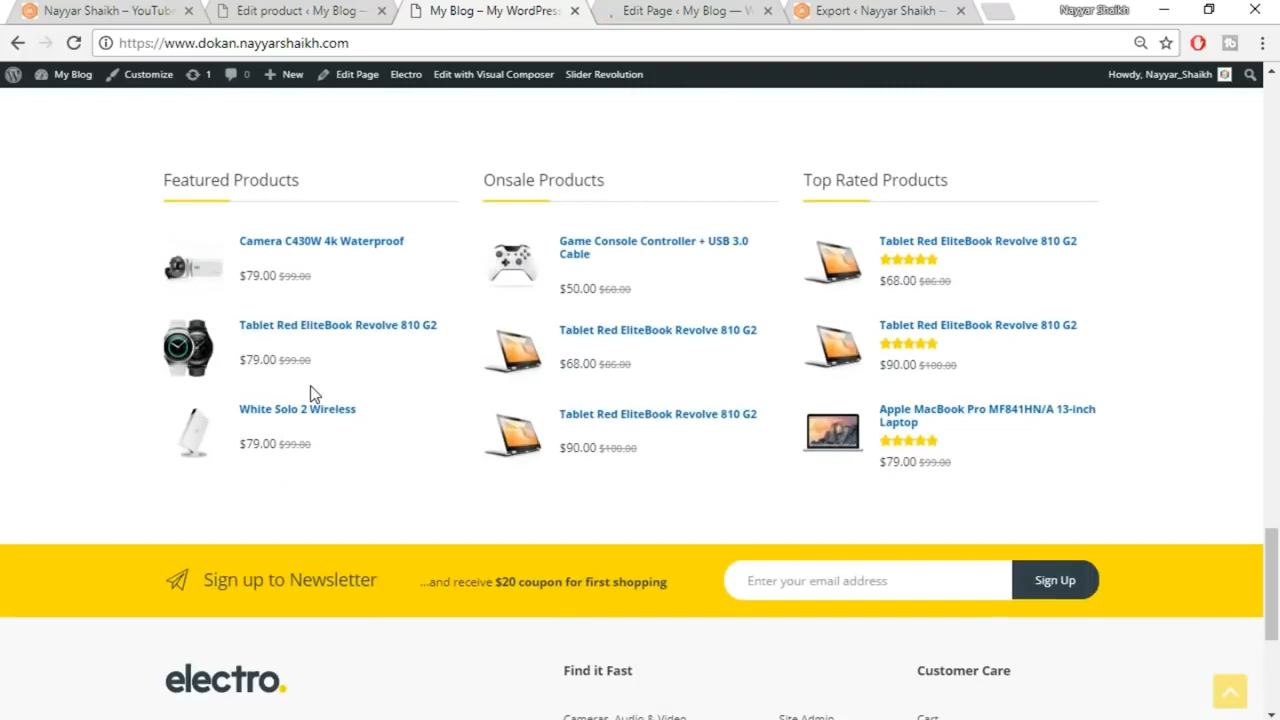 Nayyar Shaikh – YouTube
Edit product ‹ My Blog –
My Blog – My WordPress
Edit Page ‹ My Blog — W
Export ‹ Nayyar Shaikh —
Nayyar Shaikh
https://www.dokan.nayyarshaikh.com
My Blog
Customize
1
0
New
Edit Page
Electro
Edit with Visual Composer
Slider Revolution
Howdy, Nayyar_Shaikh
Featured Products
Camera C430W 4k Waterproof
$79.00 $99.00
Tablet Red EliteBook Revolve 810 G2
$79.00 $99.00
White Solo 2 Wireless
$79.00 $99.00
Onsale Products
Game Console Controller + USB 3.0
Cable
$50.00 $60.00
Tablet Red EliteBook Revolve 810 G2
$68.00 $86.00
Tablet Red EliteBook Revolve 810 G2
$90.00 $100.00
Top Rated Products
Tablet Red EliteBook Revolve 810 G2
$68.00 $86.00
Tablet Red EliteBook Revolve 810 G2
$90.00 $100.00
Apple MacBook Pro MF841HN/A 13-inch
Laptop
$79.00 $99.00
Sign up to Newsletter
...and receive $20 coupon for first shopping
Enter your email address
Sign Up
electro.
Find it Fast
Customer Care
Cameras, Audio & Video
Site Admin
Cart